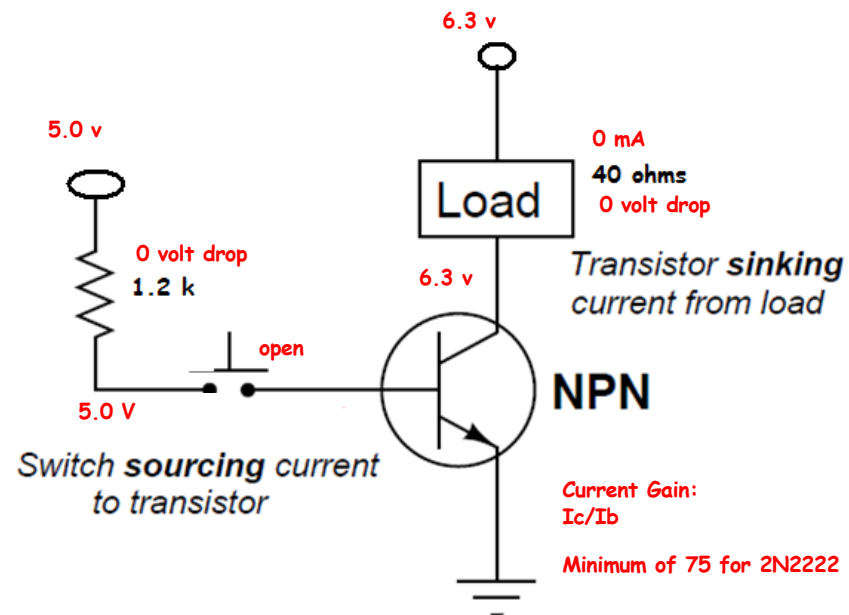 6.3 v
5.0 v
0 mA
40 ohms
Load
0 volt drop
0 volt drop
1.2 k
6.3 v
Transistor sinking
current from load
open
5.0 V
NPN
Switch sourcing current
to transistor
Current Gain:
Ic/Ib
Minimum of 75 for 2N2222